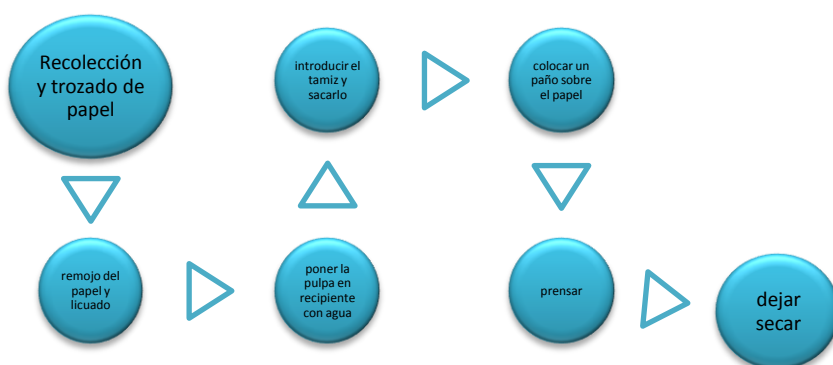 Recolección
y trozado de
papel
remojo del
papel y
licuado
poner la
pulpa en
recipiente
con agua
introducir el
tamiz y
sacarlo
colocar un
paño sobre
el papel
prensar
dejar
secar